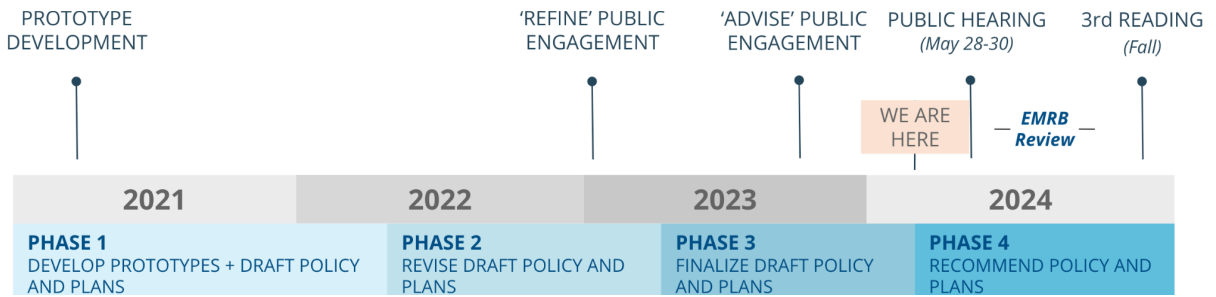 PROTOTYPE
DEVELOPMENT
‘REFINE’ PUBLIC
ENGAGEMENT
‘ADVISE’ PUBLIC
ENGAGEMENT
PUBLIC HEARING
(May 28-30)
3rd READING
(Fall)
WE ARE
HERE
EMRB
Review
2021
2022
2023
2024
PHASE 1
DEVELOP PROTOTYPES + DRAFT POLICY
AND PLANS
PHASE 2
REVISE DRAFT POLICY AND
PLANS
PHASE 3
FINALIZE DRAFT POLICY
AND PLANS
PHASE 4
RECOMMEND POLICY AND
PLANS